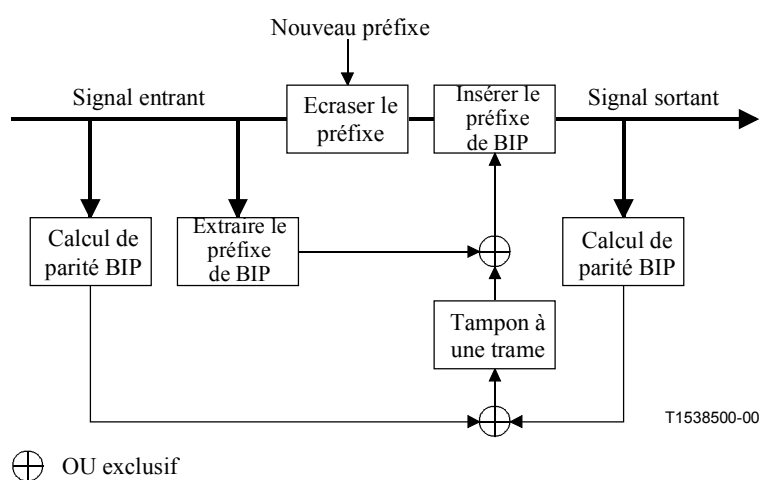 Nouveau préfixe
Signal entrant
Ecraser le
préfixe
Insérer le
préfixe
de BIP
Signal sortant
Calcul de
parité BIP
Extraire le
préfixe
de BIP
Calcul de
parité BIP
Tampon à
une trame
T1538500-00
OU exclusif